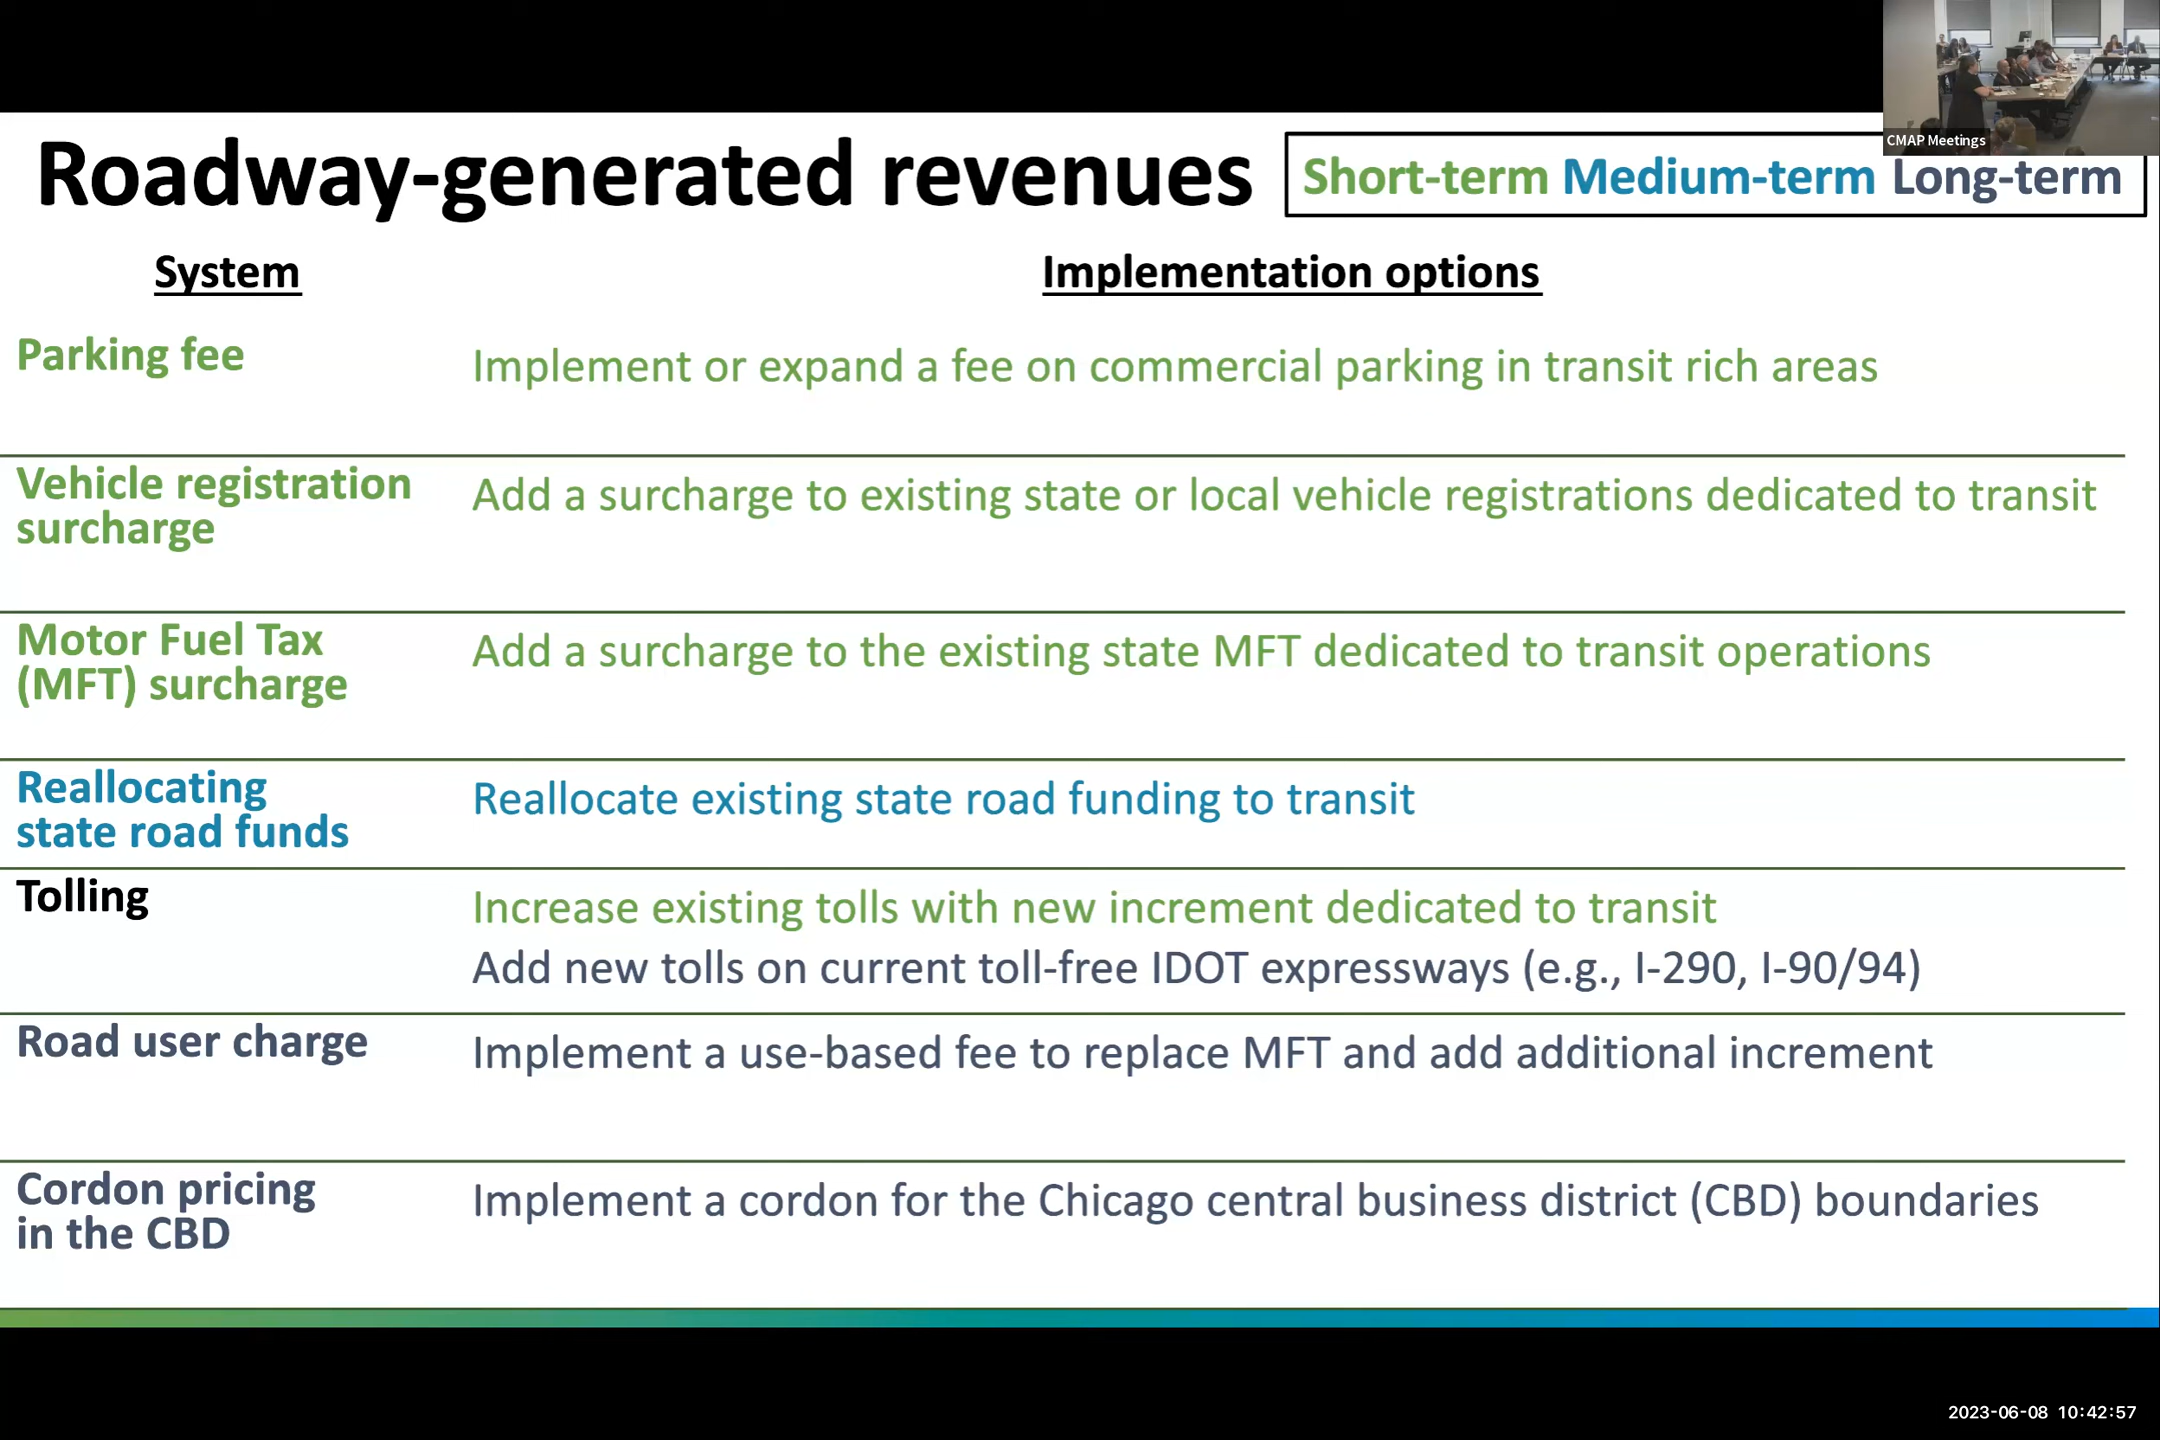 CMAP Meetings
Roadway-generated revenues
Short-term Medium-term Long-term
System
Implementation options
Parking fee
Implement or expand a fee on commercial parking in transit rich areas
Vehicle registration
surcharge
Add a surcharge to existing state or local vehicle registrations dedicated to transit
Motor Fuel Tax
(MFT) surcharge
Add a surcharge to the existing state MFT dedicated to transit operations
Reallocating
state road funds
Reallocate existing state road funding to transit
Tolling
Increase existing tolls with new increment dedicated to transit
Add new tolls on current toll-free IDOT expressways (e.g., I-290, I-90/94)
Road user charge
Implement a use-based fee to replace MFT and add additional increment
Cordon pricing
in the CBD
Implement a cordon for the Chicago central business district (CBD) boundaries
2023-06-08 10:42:57